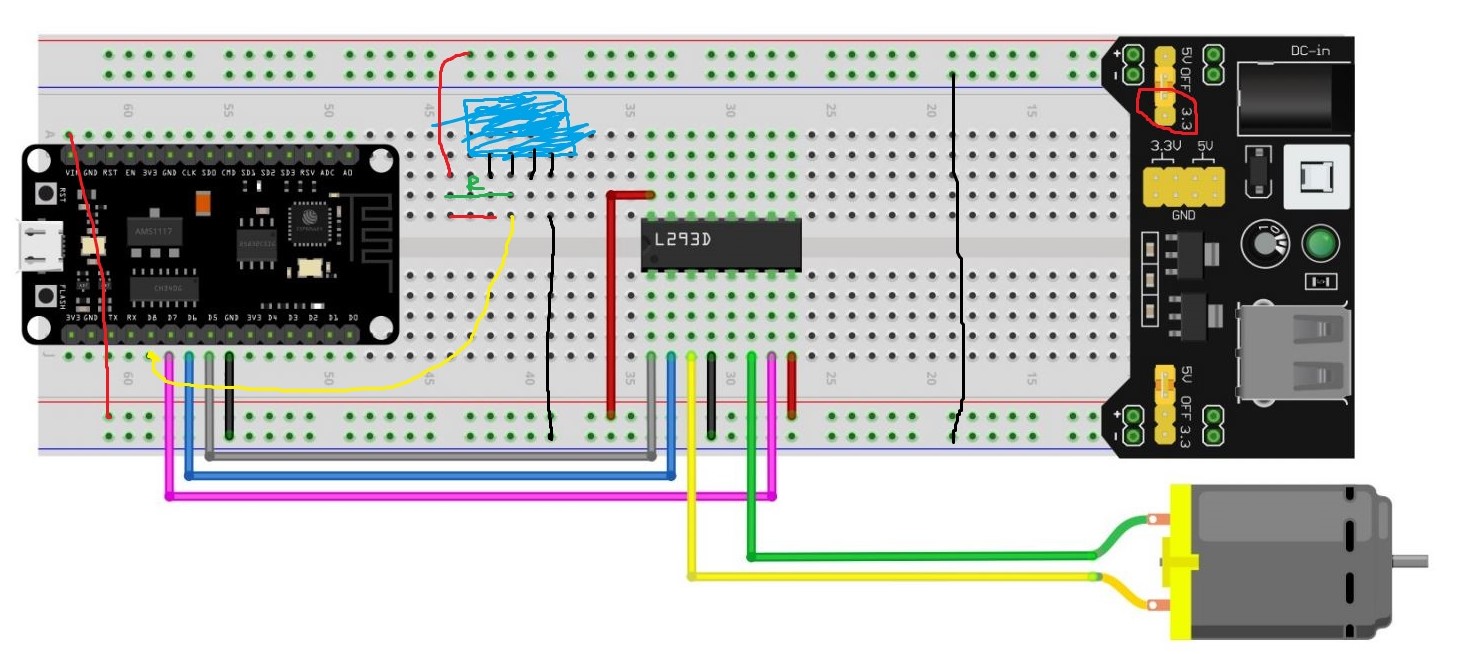 DC-in
+ 5V
- OFF
3.3
60 55 50 45 40 35 30 25 20 15
A
VIN GND RST EN 3V3 GND CLK SD0 CMD SD1 SD2 SD3 RSV ADC A0
3.3V 5V
GND
RST
R
AMS1117
L293D
10V
CH340G
FLASH
3V3 GND TX RX D8 D7 D6 D5 GND 3V3 D4 D3 D2 D1 D0
J
60 55 50 45 40 35 30 25 20 15
5V
+ OFF
- 3.3